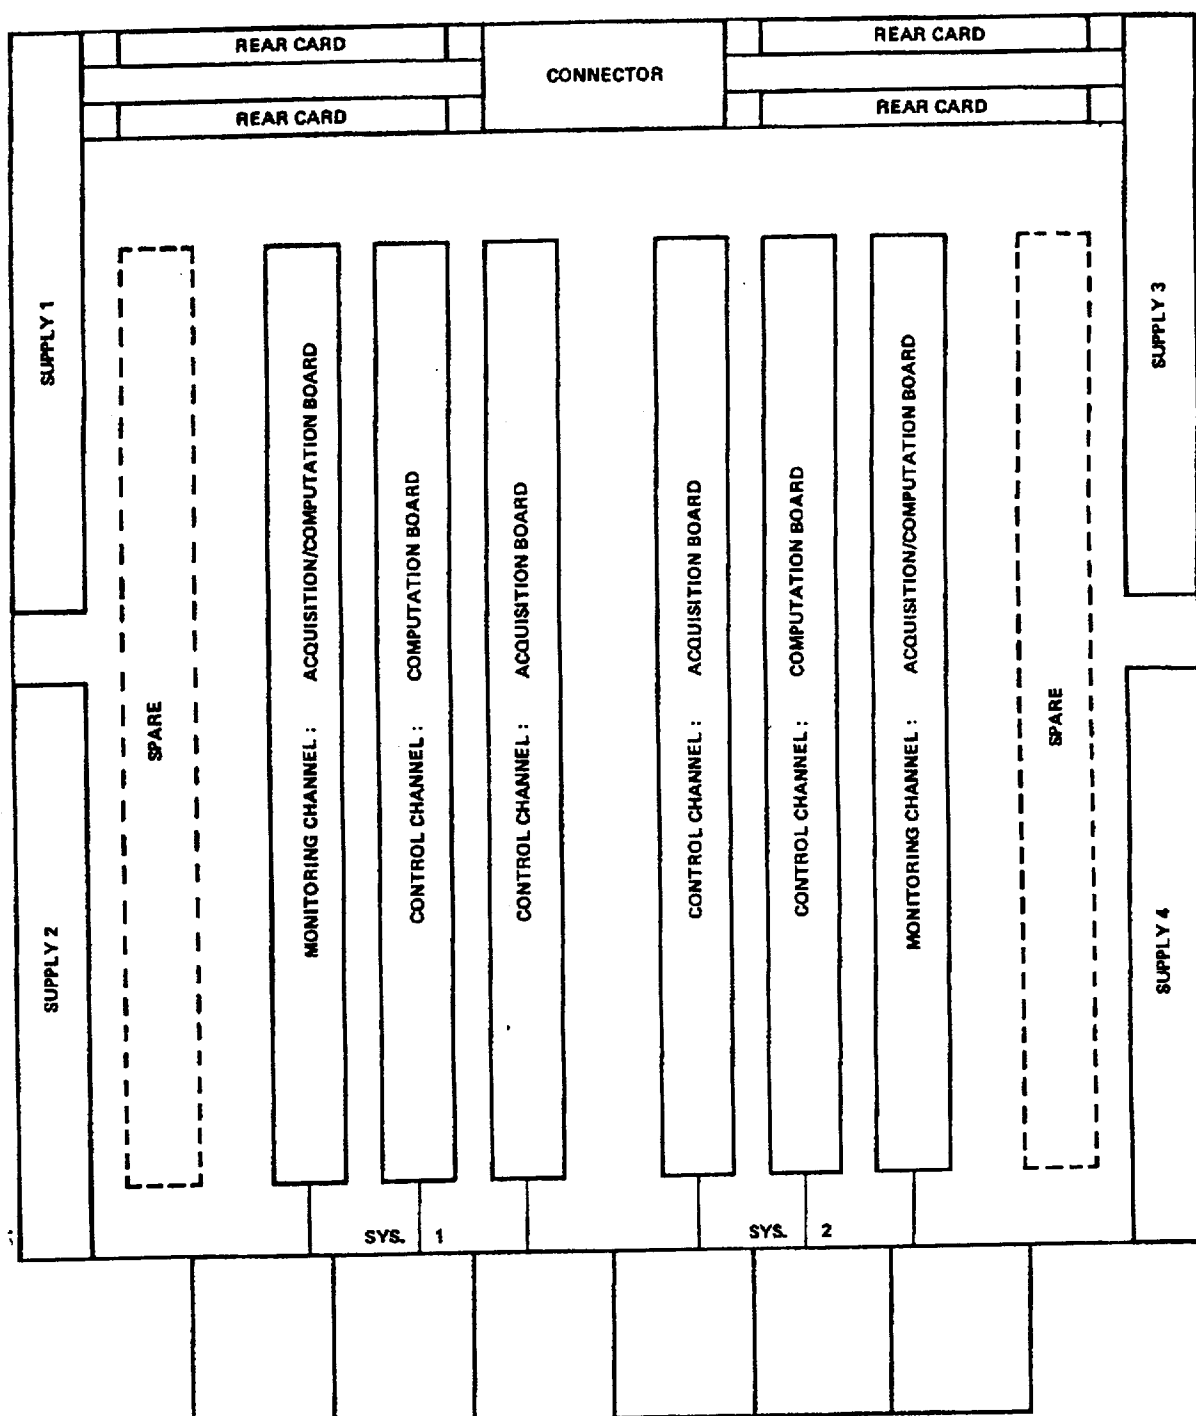 REAR CARD
REAR CARD
CONNECTOR
REAR CARD
REAR CARD
SUPPLY 1
SUPPLY 2
SPARE
MONITORING CHANNEL : ACQUISITION/COMPUTATION BOARD
CONTROL CHANNEL : COMPUTATION BOARD
CONTROL CHANNEL : ACQUISITION BOARD
CONTROL CHANNEL : ACQUISITION BOARD
CONTROL CHANNEL : COMPUTATION BOARD
MONITORING CHANNEL : ACQUISITION/COMPUTATION BOARD
SPARE
SUPPLY 3
SUPPLY 4
SYS. 1
SYS. 2